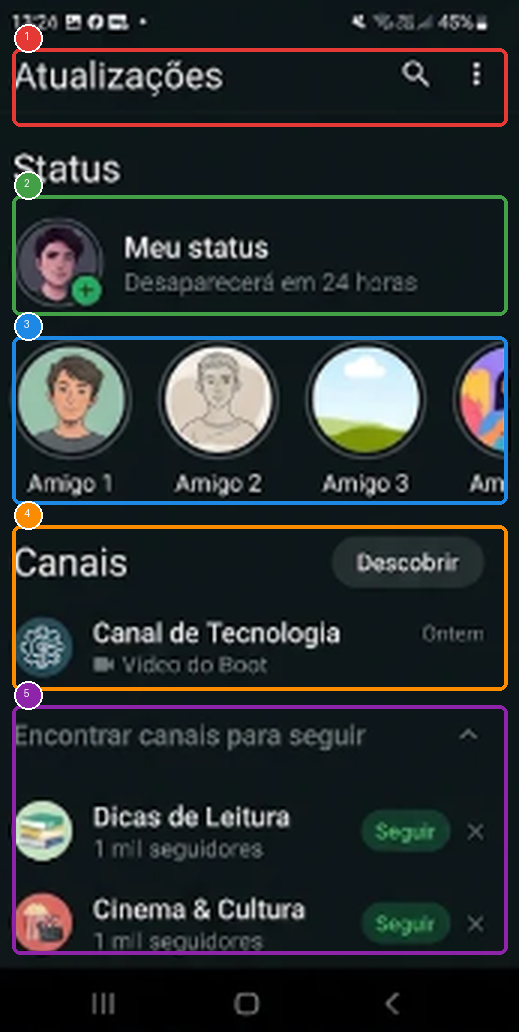 13:24 45%
1
Atualizações
Status
2
Meu status
Desaparecerá em 24 horas
3
Amigo 1 Amigo 2 Amigo 3 Am
4
Canais Descobrir
Canal de Tecnologia Ontem
Vídeo do Boot
5
Encontrar canais para seguir
Dicas de Leitura
1 mil seguidores Seguir
Cinema & Cultura
1 mil seguidores Seguir